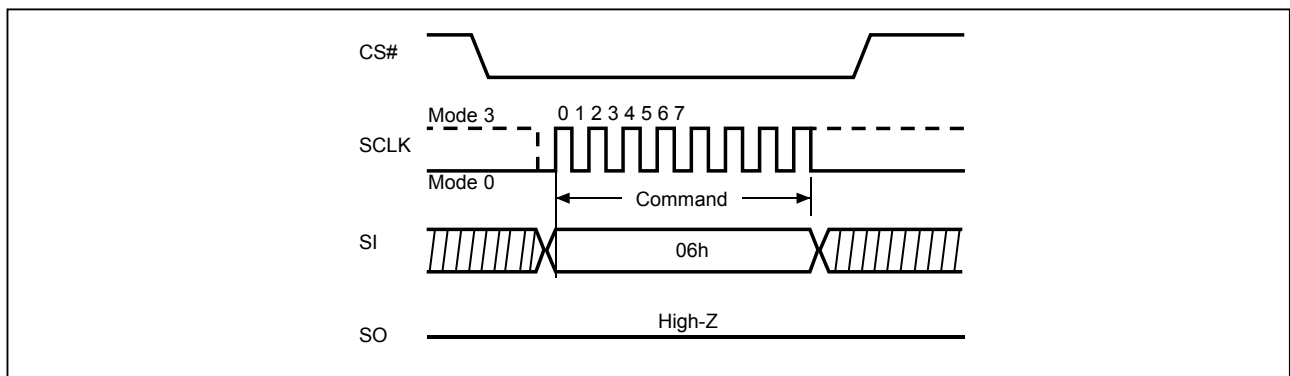 CS#
Mode 3
0 1 2 3 4 5 6 7
SCLK
Mode 0
Command
SI
06h
High-Z
SO